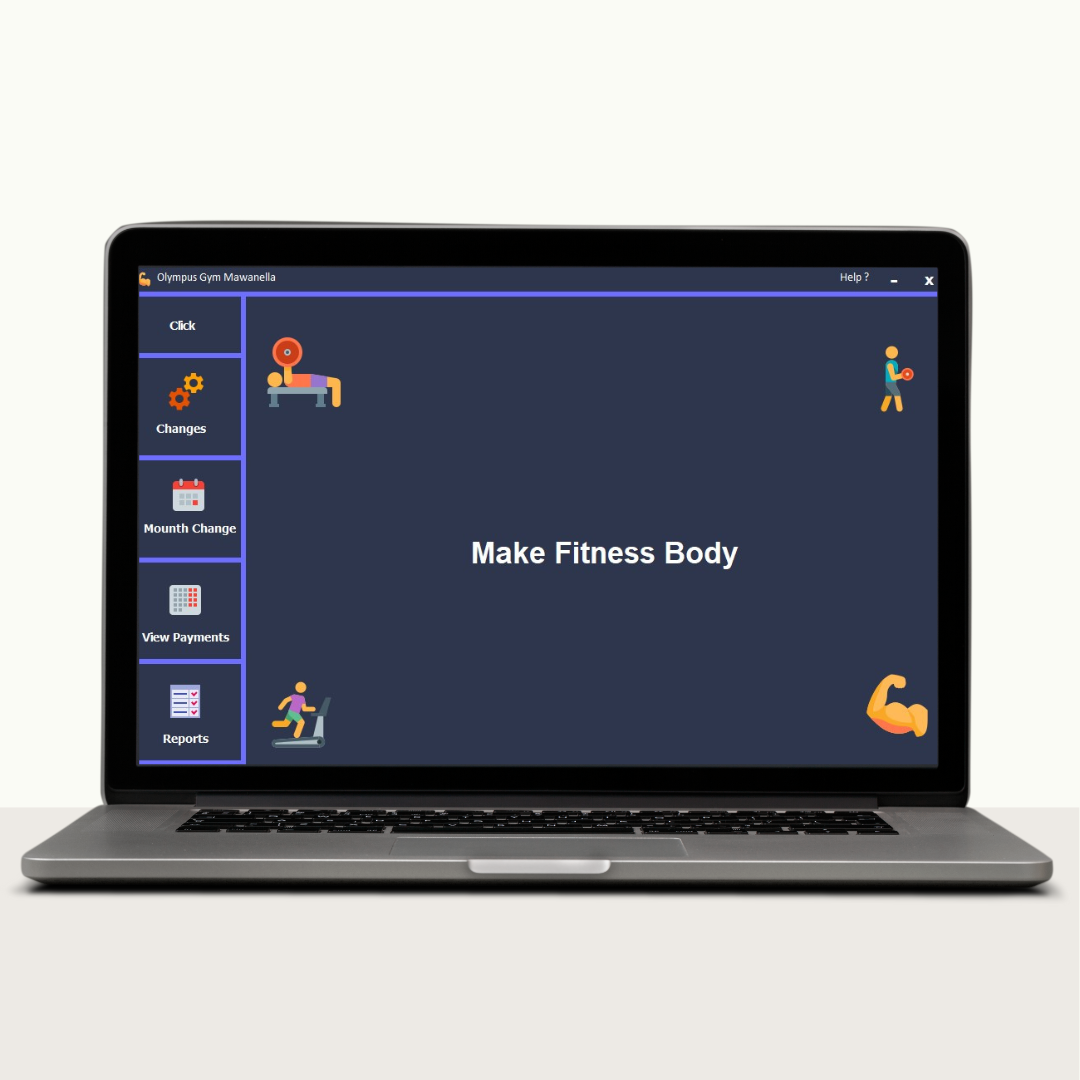 Olympus Gym Mawanella
Help ?
Click
Changes
Mounth Change
View Payments
Reports
Make Fitness Body